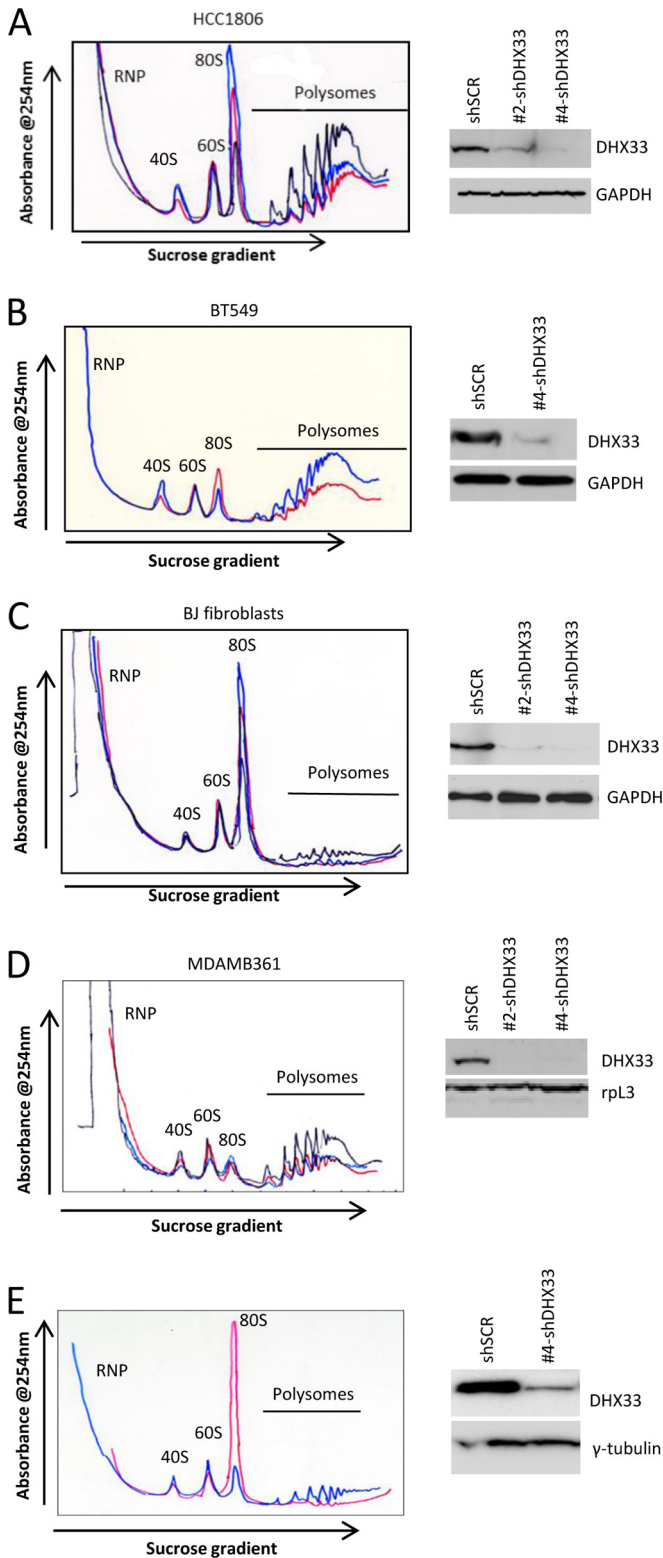 A
HCC1806
RNP
40S
60S
80S
Polysomes
Absorbance @254nm
Sucrose gradient
shSCR
#2-shDHX33
#4-shDHX33
DHX33
GAPDH
B
BT549
RNP
40S
60S
80S
Polysomes
Absorbance @254nm
Sucrose gradient
shSCR
#4-shDHX33
DHX33
GAPDH
C
BJ fibroblasts
RNP
40S
60S
80S
Polysomes
Absorbance @254nm
Sucrose gradient
shSCR
#2-shDHX33
#4-shDHX33
DHX33
GAPDH
D
MDAMB361
RNP
40S
60S
80S
Polysomes
Absorbance @254nm
Sucrose gradient
shSCR
#2-shDHX33
#4-shDHX33
DHX33
rpL3
E
RNP
40S
60S
80S
Polysomes
Absorbance @254nm
Sucrose gradient
shSCR
#4-shDHX33
DHX33
γ-tubulin